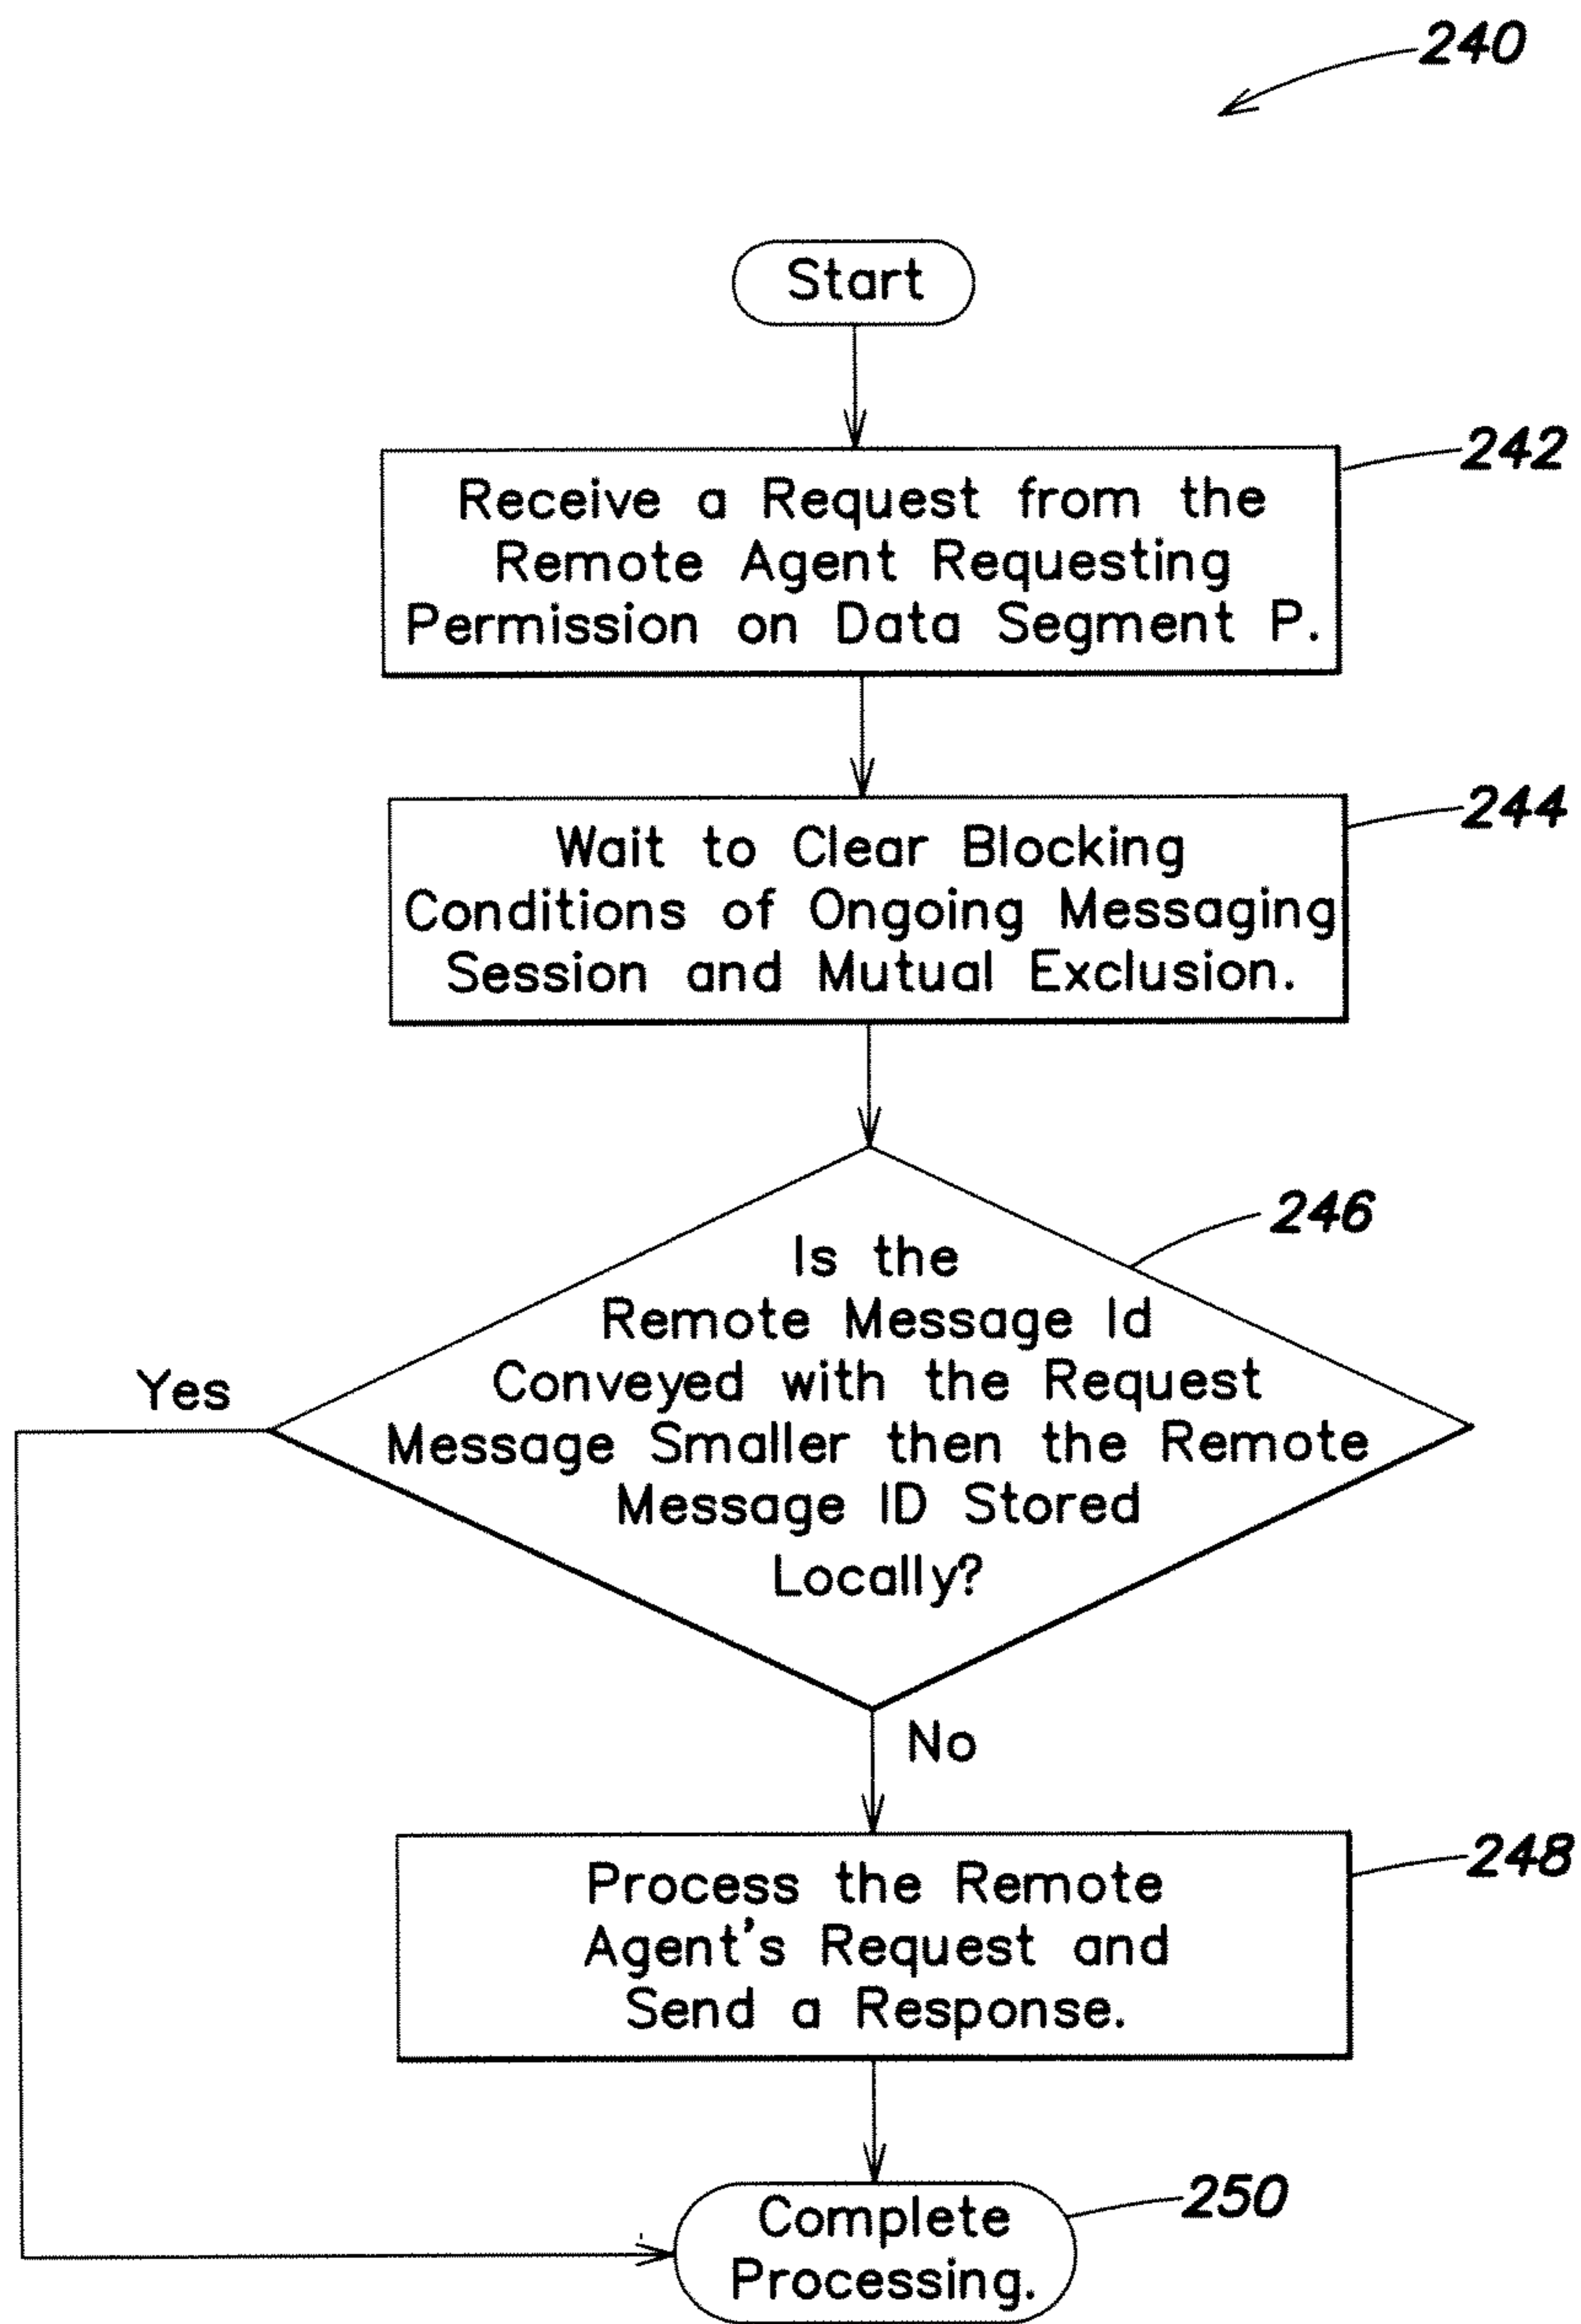 240
Start
242
Receive a Request from the
Remote Agent Requesting
Permission on Data Segment P.
244
Wait to Clear Blocking
Conditions of Ongoing Messaging
Session and Mutual Exclusion.
246
Is the
Remote Message Id
Conveyed with the Request
Message Smaller then the Remote
Message ID Stored
Locally?
Yes
No
248
Process the Remote
Agent's Request and
Send a Response.
250
Complete
Processing.